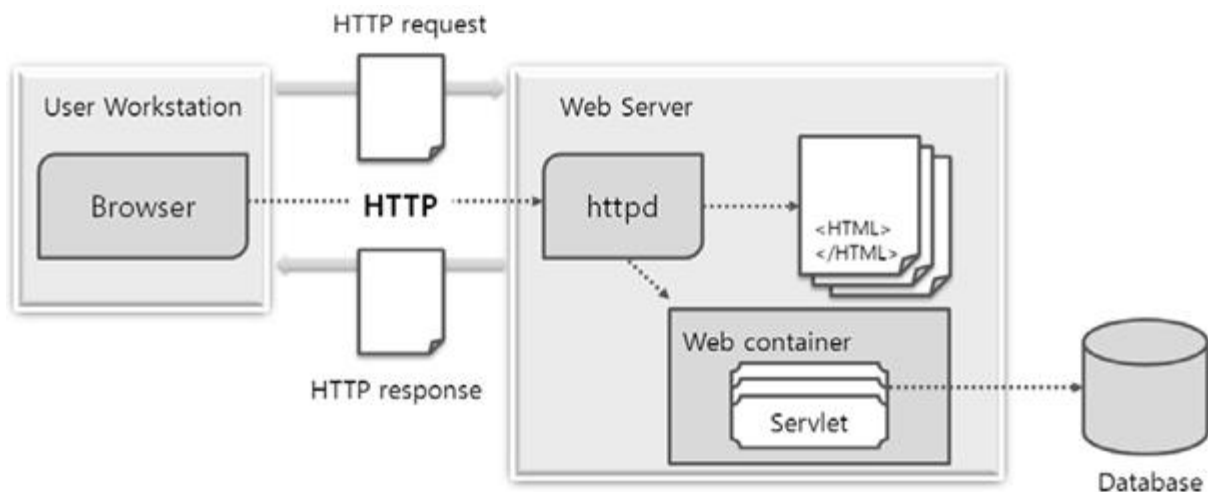 HTTP request
User Workstation
Web Server
Browser
HTTP
httpd
<HTML>
</HTML>
Web container
Servlet
HTTP response
Database